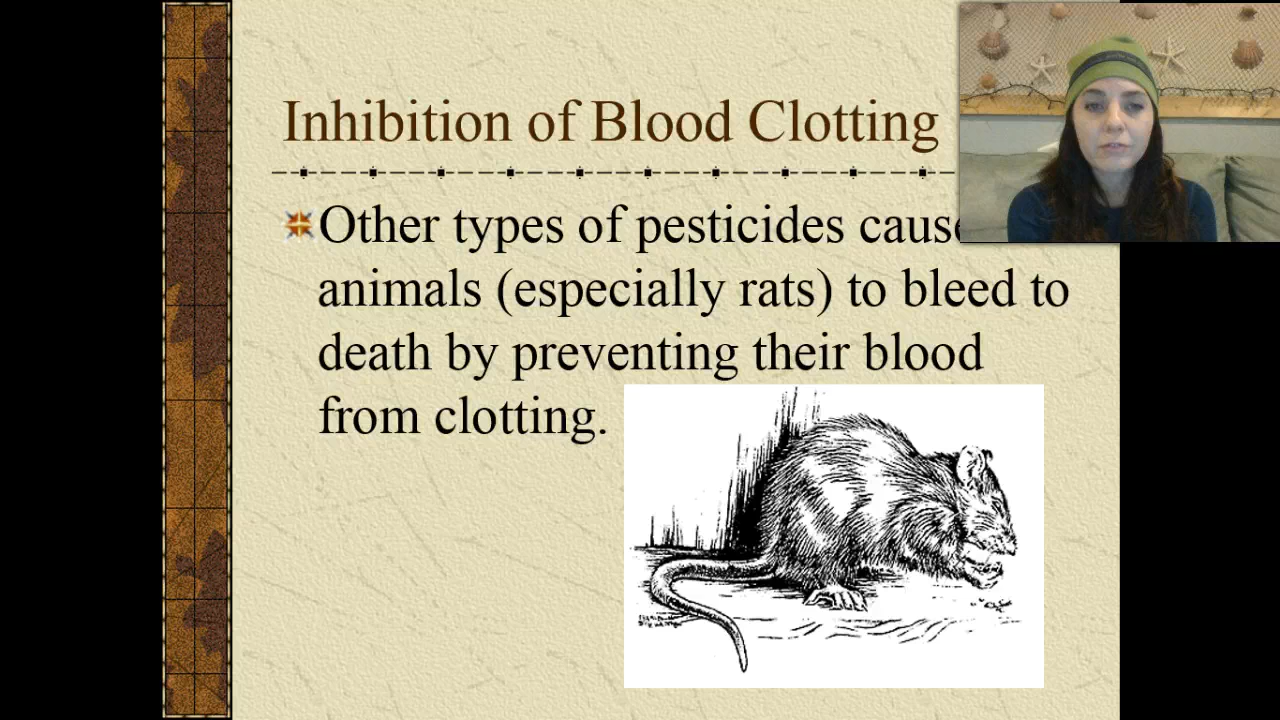 Inhibition of Blood Clotting
Other types of pesticides cause
animals (especially rats) to bleed to
death by preventing their blood
from clotting.